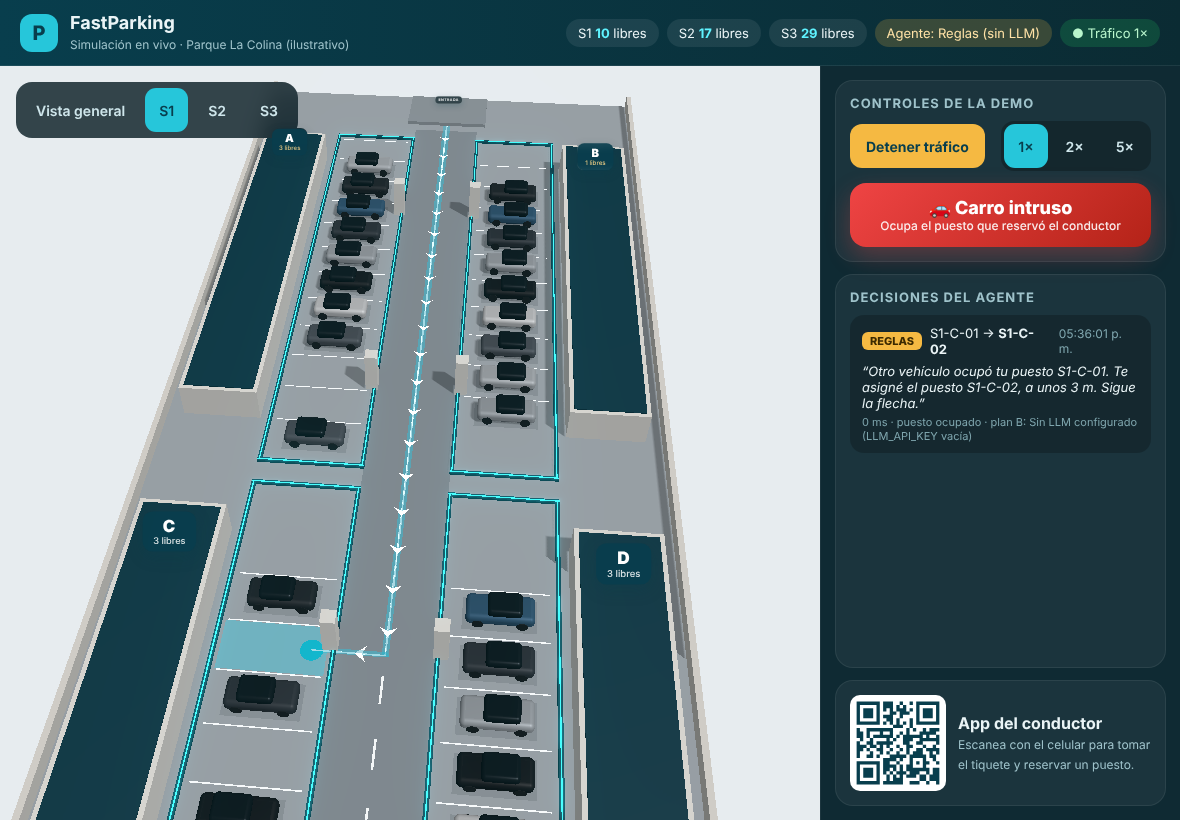 P
FastParking
Simulación en vivo · Parque La Colina (ilustrativo)
S1 10 libres
S2 17 libres
S3 29 libres
Agente: Reglas (sin LLM)
Tráfico 1×
Vista general
S1
S2
S3
ENTRADA
A
3 libres
B
1 libres
C
3 libres
D
3 libres
CONTROLES DE LA DEMO
Detener tráfico
1×
2×
5×
Carro intruso
Ocupa el puesto que reservó el conductor
DECISIONES DEL AGENTE
REGLAS
S1-C-01 → S1-C-
02
05:36:01 p.
m.
“Otro vehículo ocupó tu puesto S1-C-01. Te
asigné el puesto S1-C-02, a unos 3 m. Sigue
la flecha.”
0 ms · puesto ocupado · plan B: Sin LLM configurado
(LLM_API_KEY vacía)
App del conductor
Escanea con el celular para tomar
el tiquete y reservar un puesto.